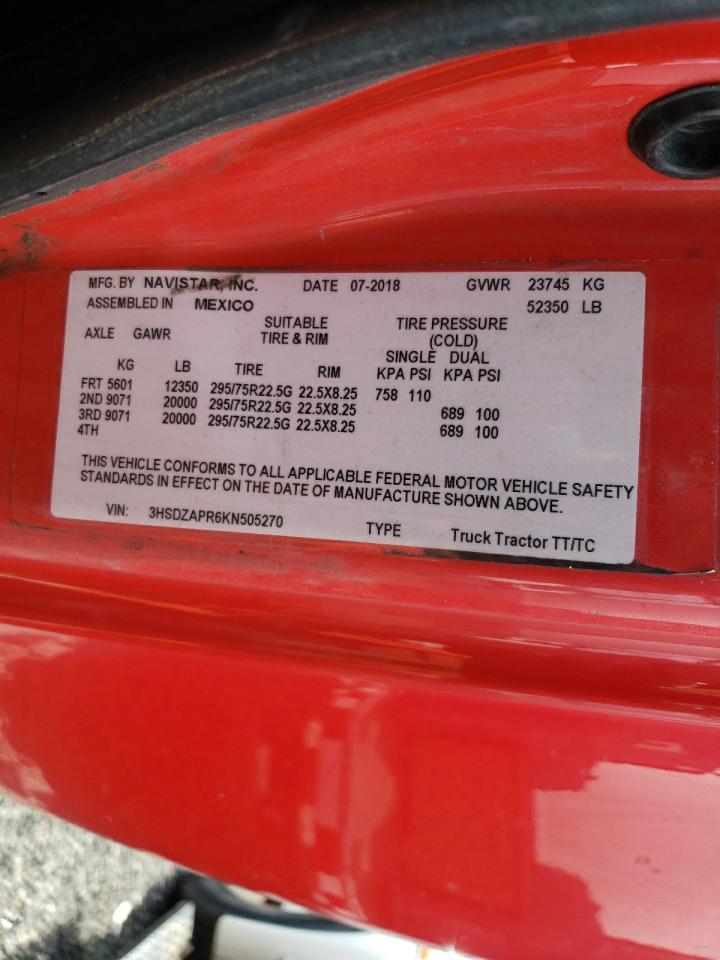 MFG. BY NAVISTAR, INC. DATE 07-2018 GVWR 23745 KG
ASSEMBLED IN MEXICO 52350 LB
AXLE GAWR SUITABLE TIRE PRESSURE
TIRE & RIM (COLD)
SINGLE DUAL
KG LB TIRE RIM KPA PSI KPA PSI
FRT 5601 12350 295/75R22.5G 22.5X8.25 758 110
2ND 9071 20000 295/75R22.5G 22.5X8.25 689 100
3RD 9071 20000 295/75R22.5G 22.5X8.25 689 100
4TH
THIS VEHICLE CONFORMS TO ALL APPLICABLE FEDERAL MOTOR VEHICLE SAFETY
STANDARDS IN EFFECT ON THE DATE OF MANUFACTURE SHOWN ABOVE.
VIN: 3HSDZAPR6KN505270 TYPE Truck Tractor TT/TC